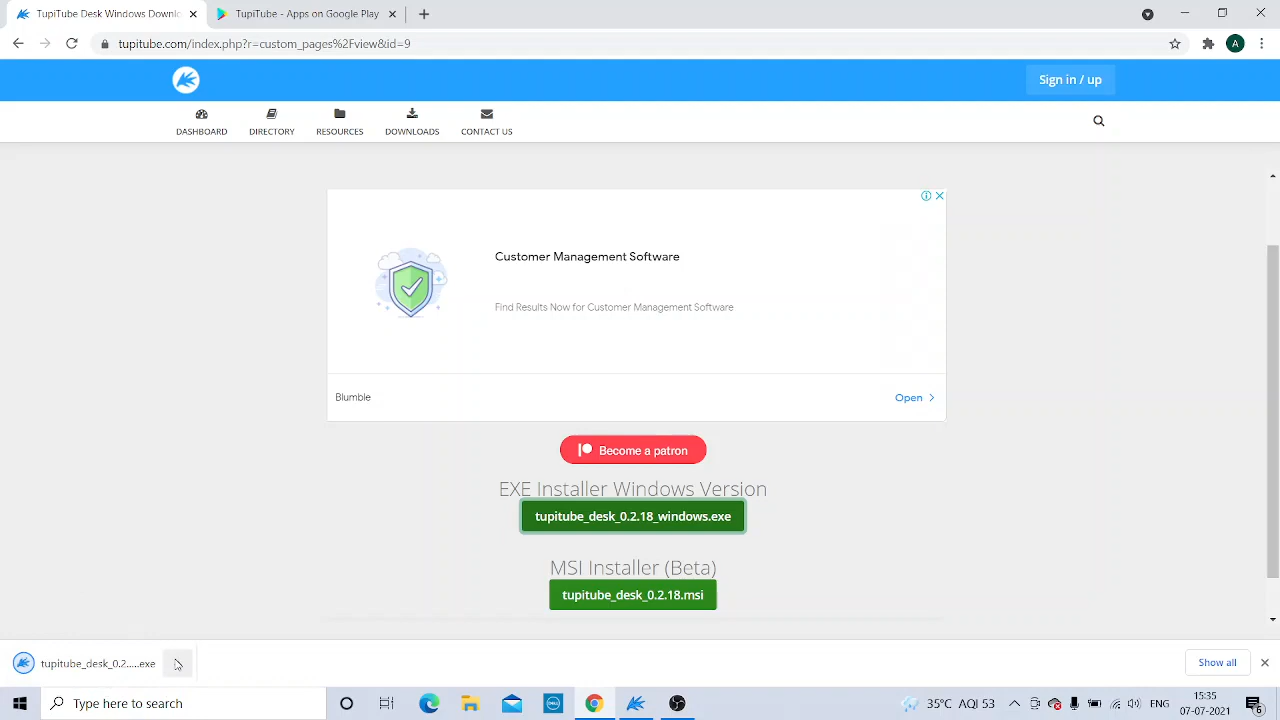 TupiTube Desk Windows Downlo
TupiTube - Apps on Google Play
tupitube.com/index.php?r=custom_pages%2Fview&id=9
A
Sign in / up
DASHBOARD
DIRECTORY
RESOURCES
DOWNLOADS
CONTACT US
Customer Management Software
Find Results Now for Customer Management Software
Blumble
Open
Become a patron
EXE Installer Windows Version
tupitube_desk_0.2.18_windows.exe
MSI Installer (Beta)
tupitube_desk_0.2.18.msi
tupitube_desk_0.2.....exe
Show all
Type here to search
DELL
35°C AQI 53
ENG
15:35
07-07-2021
6